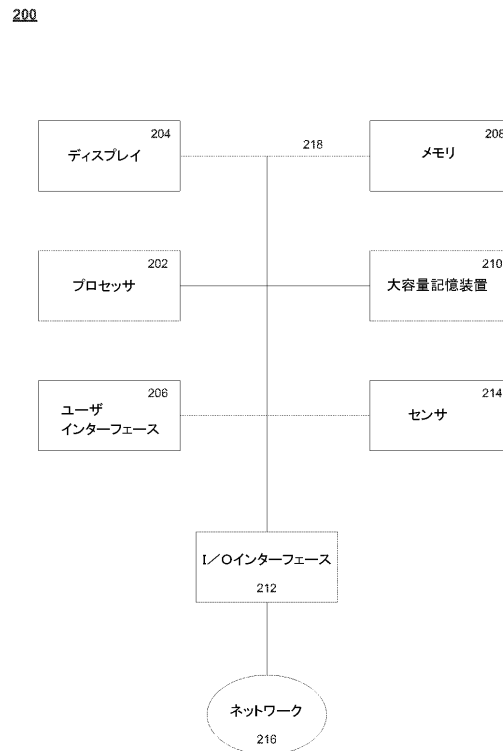 200
204
ディスプレイ
218
208
メモリ
202
プロセッサ
210
大容量記憶装置
206
ユーザ
インターフェース
214
センサ
I/Oインターフェース
212
ネットワーク
216